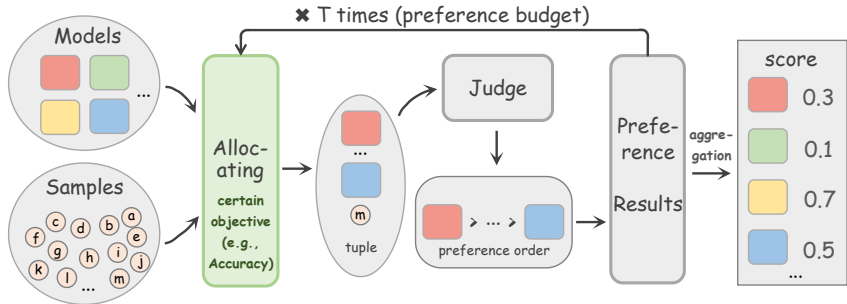 ✖ T times (preference budget)
Models
...
Samples
a
b
c
d
e
f
g
h
i
j
k
l
m
...
Alloc-
ating
certain
objective
(e.g.,
Accuracy)
...
m
tuple
Judge
> ... >
preference order
Prefe-
rence
Results
aggre-
gation
score
0.3
0.1
0.7
0.5
...